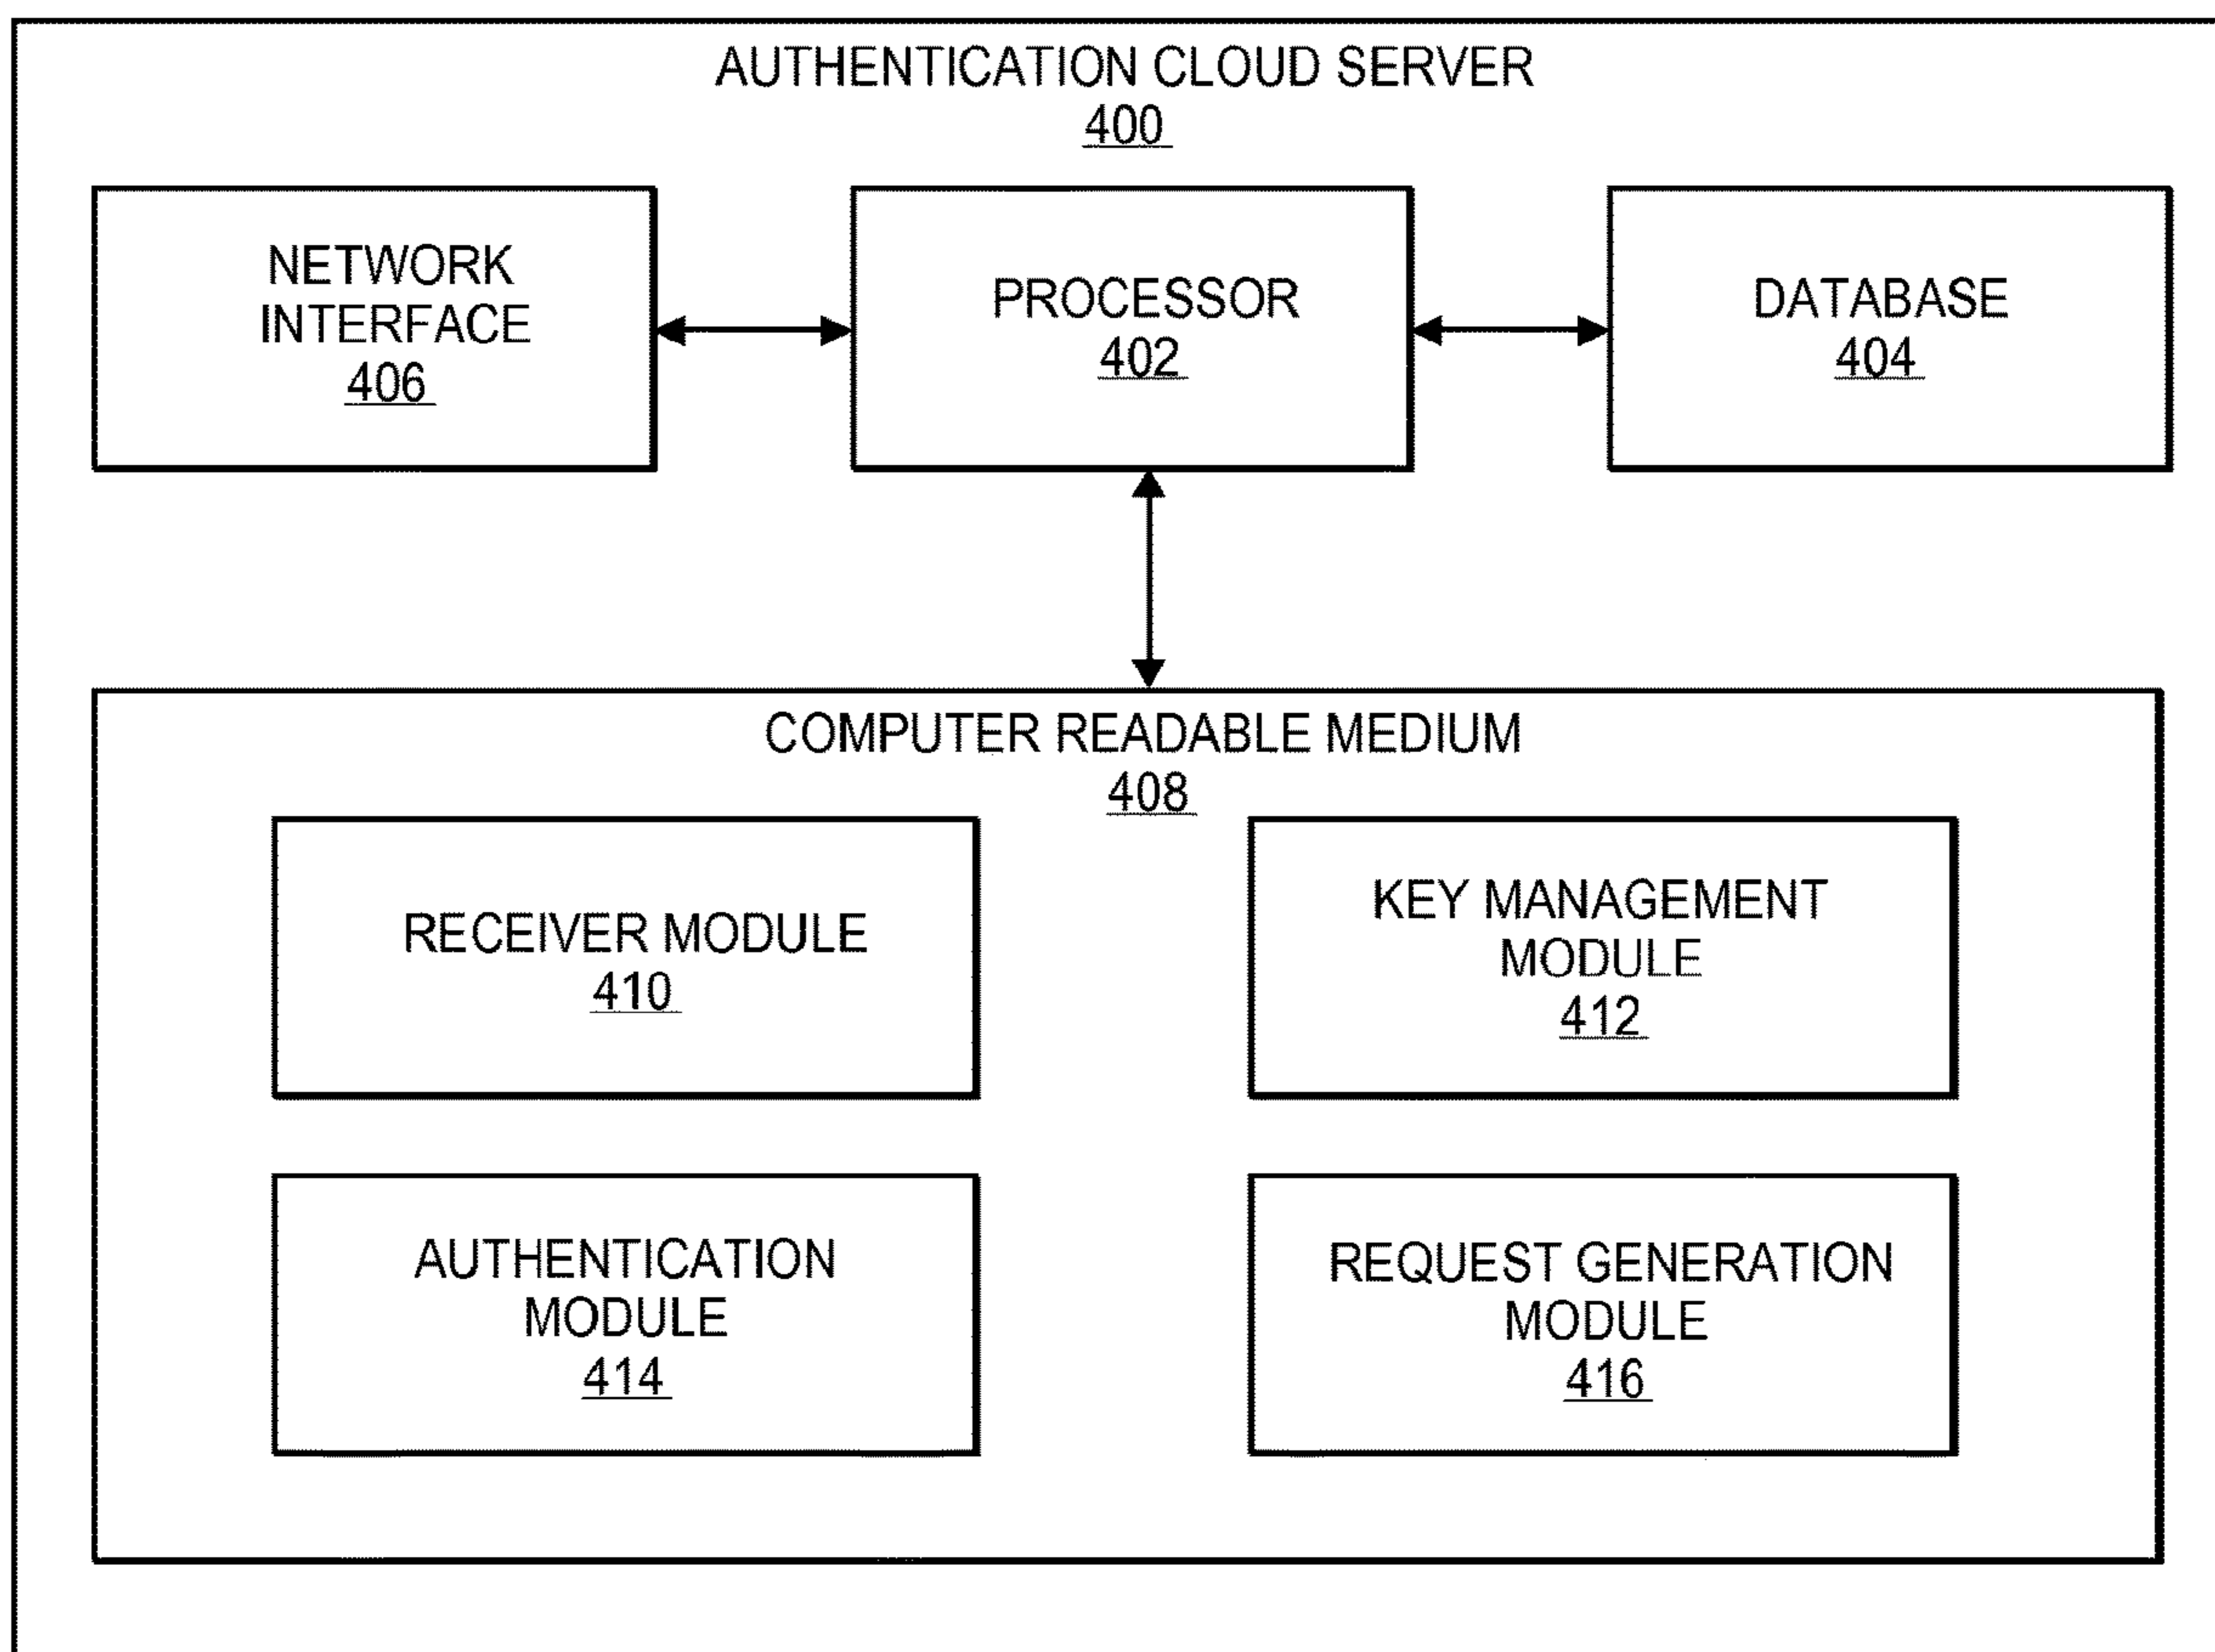 AUTHENTICATION CLOUD SERVER
400
NETWORK
INTERFACE
406
PROCESSOR
402
DATABASE
404
COMPUTER READABLE MEDIUM
408
RECEIVER MODULE
410
KEY MANAGEMENT
MODULE
412
AUTHENTICATION
MODULE
414
REQUEST GENERATION
MODULE
416